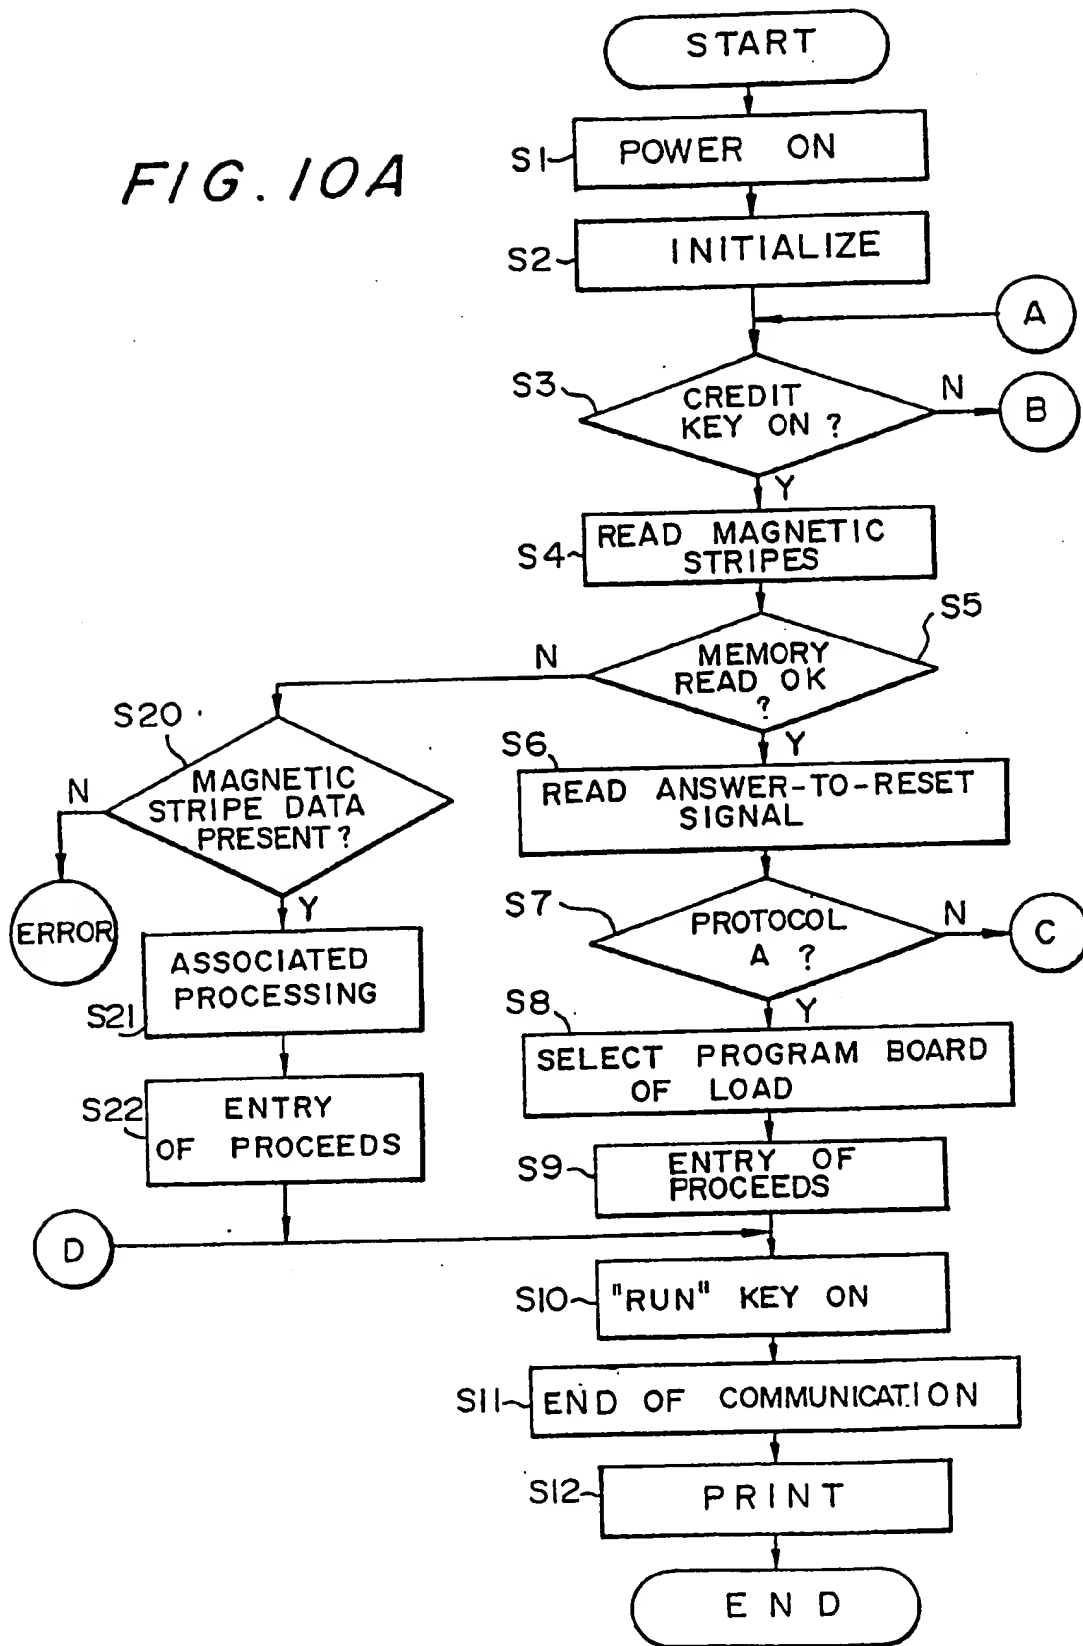 FIG. 10A
START
S1
POWER ON
S2
INITIALIZE
A
S3
CREDIT
KEY ON ?
N
B
Y
S4
READ MAGNETIC
STRIPES
S5
MEMORY
READ OK
?
N
Y
S20
MAGNETIC
STRIPE DATA
PRESENT ?
N
ERROR
Y
S6
READ ANSWER-TO-RESET
SIGNAL
S7
PROTOCOL
A ?
N
C
Y
S21
ASSOCIATED
PROCESSING
S8
SELECT PROGRAM BOARD
OF LOAD
S22
ENTRY
OF PROCEEDS
S9
ENTRY OF
PROCEEDS
D
S10
"RUN" KEY ON
S11
END OF COMMUNICATION
S12
PRINT
END